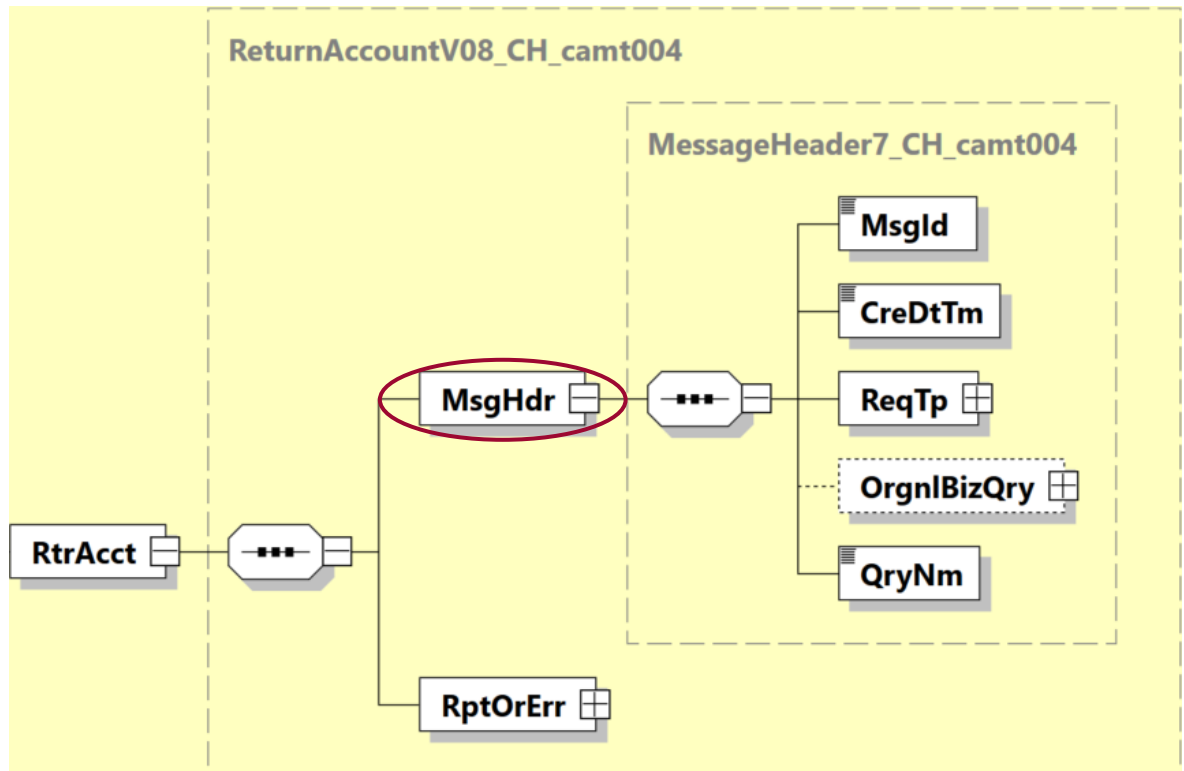 ReturnAccountV08_CH_camt004
MessageHeader7_CH_camt004
MsgId
CreDtTm
MsgHdr
ReqTp
OrgnlBizQry
RtrAcct
QryNm
RptOrErr